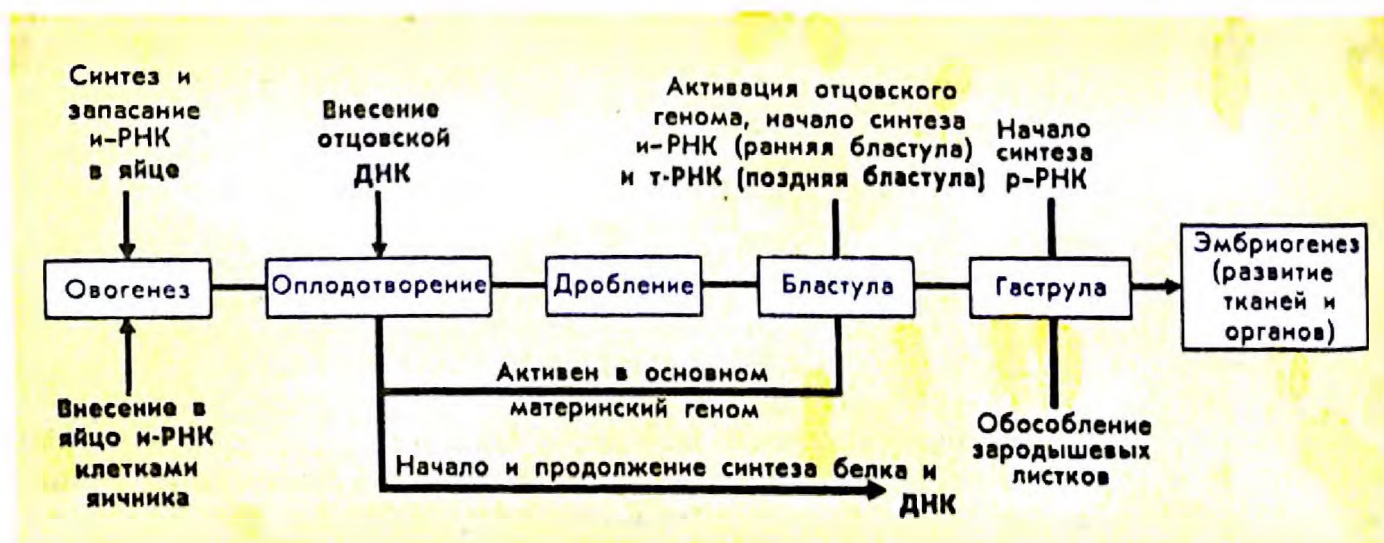 Синтез и
запасание
и-РНК
в яйцо
Внесение
отцовской
ДНК
Активация отцовского
генома, начало синтеза
и-РНК (ранняя бластула)
и т-РНК (поздняя бластула)
Начало
синтеза
р-РНК
Овогенез
Оплодотворение
Дробление
Бластула
Гаструла
Эмбриогенез
(развитие
тканей и
органов)
Активен в основном
материнский геном
Внесение в
яйцо и-РНК
клетками
яичника
Начало и продолжение синтеза белка и
ДНК
Обособление
зародышевых
листков